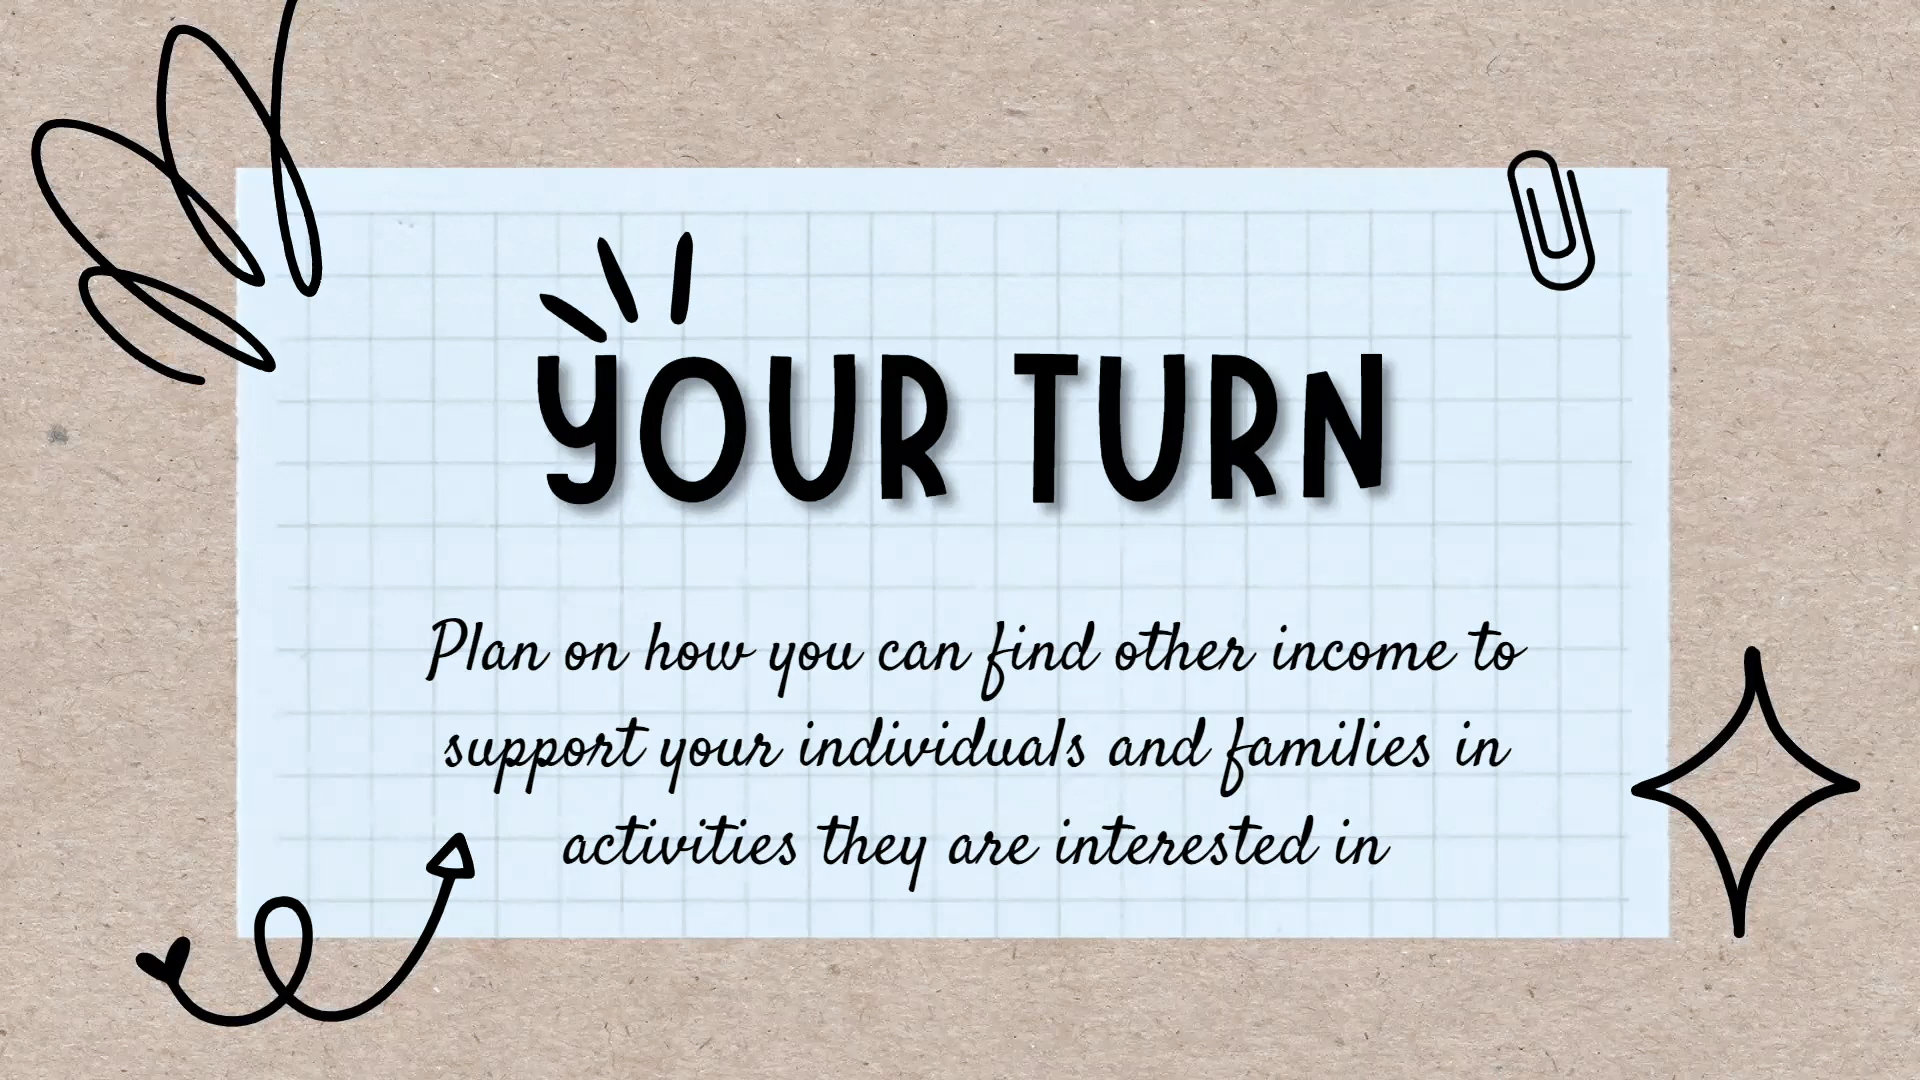 YOUR TURN
Plan on how you can find other income to
support your individuals and families in
activities they are interested in